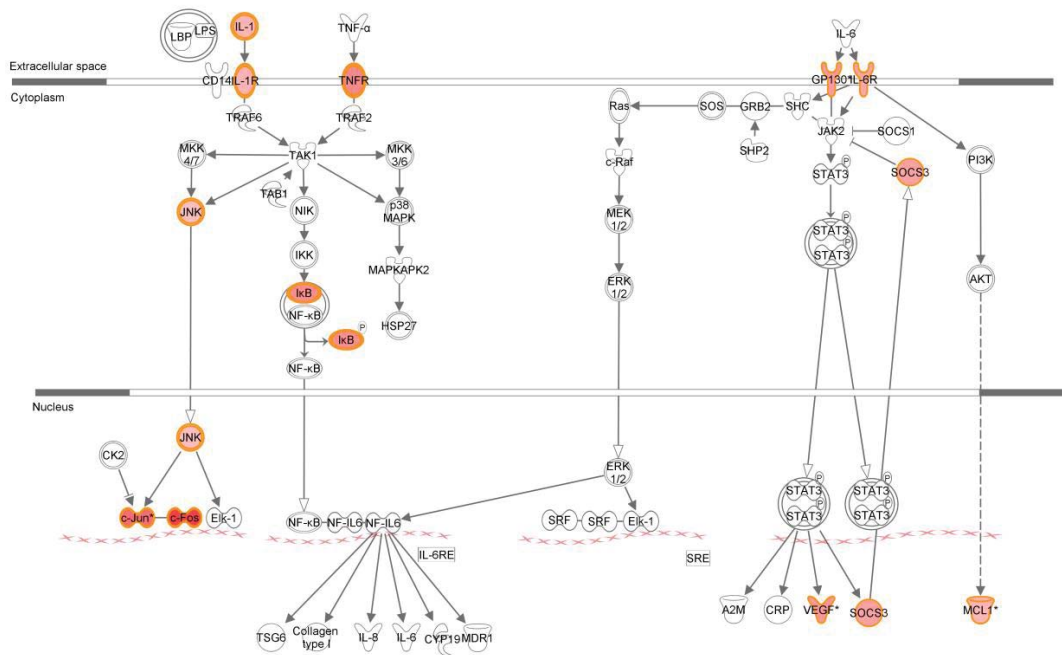 LBP LPS
IL-1
TNF-α
IL-6
Extracellular space
CD14 IL-1R
TNFR
GP130* IL-6R
Cytoplasm
TRAF6
TRAF2
Ras
SOS
GRB2
SHC
JAK2
SOCS1
MKK
4/7
TAK1
MKK
3/6
SHP2
c-Raf
STAT3 P
SOCS3
PI3K
TAB1
JNK
NIK
p38
MAPK
MEK
1/2
STAT3 P
STAT3 P
IKK
MAPKAPK2
ERK
1/2
AKT
IκB
NF-κB
HSP27
IκB P
NF-κB
Nucleus
JNK
CK2
ERK
1/2
STAT3 P
STAT3 P
STAT3 P
STAT3 P
c-Jun*
c-Fos
Elk-1
NF-κB
NF-IL6
NF-IL6
SRF
SRF
Elk-1
IL-6RE
SRE
A2M
CRP
VEGF*
SOCS3
MCL1*
TSG6
Collagen
type I
IL-8
IL-6
CYP19
MDR1